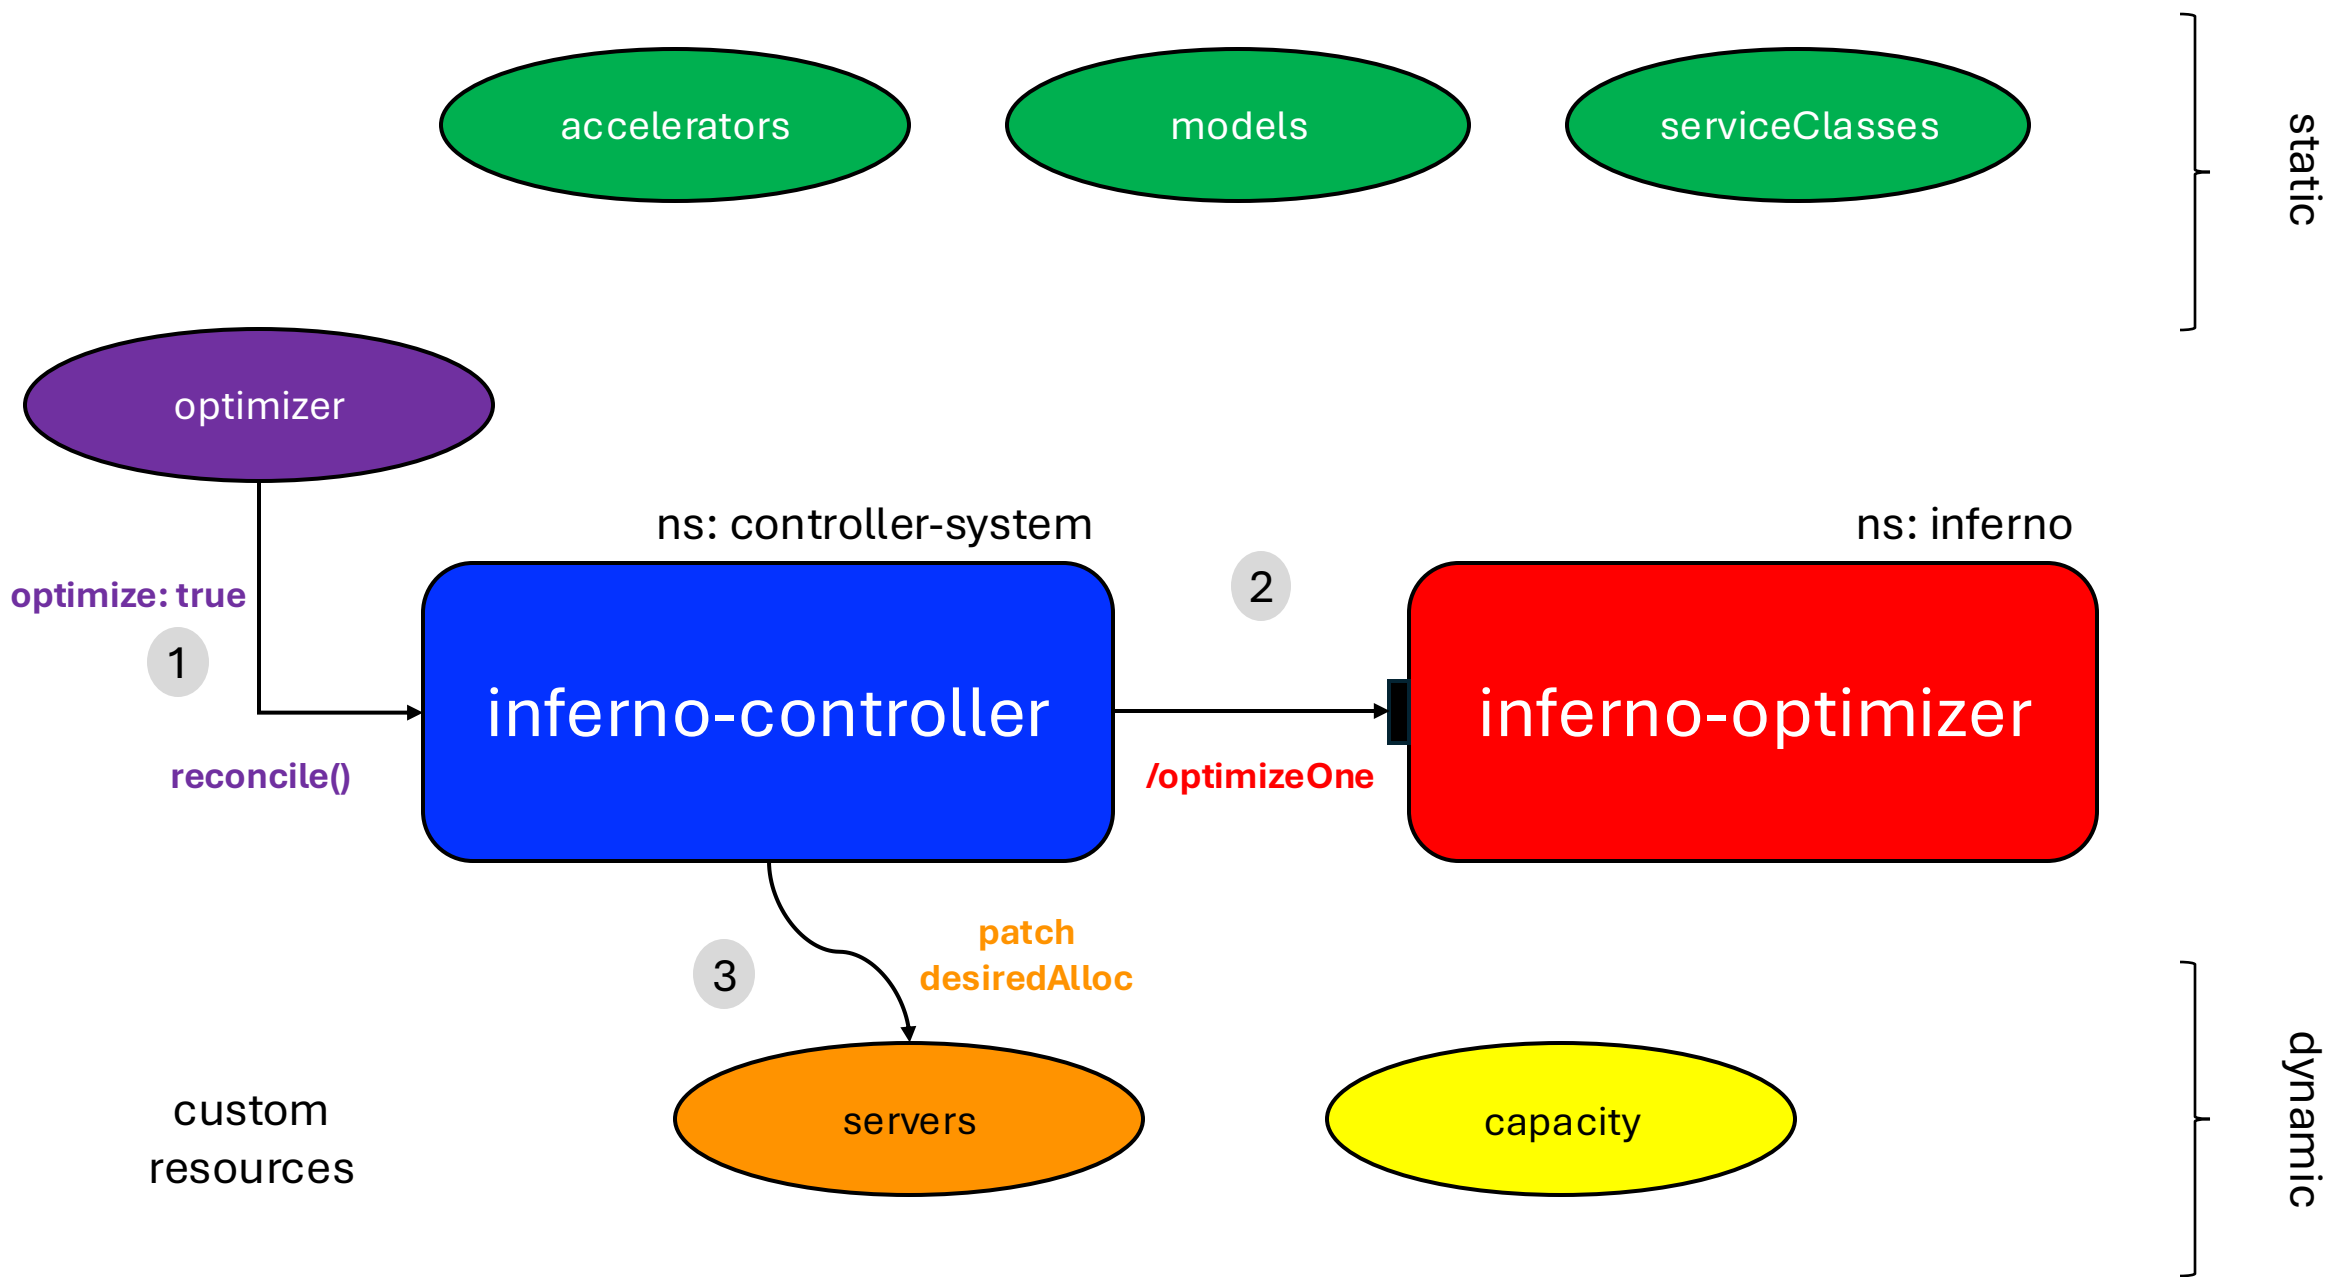 accelerators
models
serviceClasses
static
optimizer
ns: controller-system
ns: inferno
optimize: true
1
2
inferno-controller
inferno-optimizer
reconcile()
/optimizeOne
patch
desiredAlloc
3
custom
resources
servers
capacity
dynamic